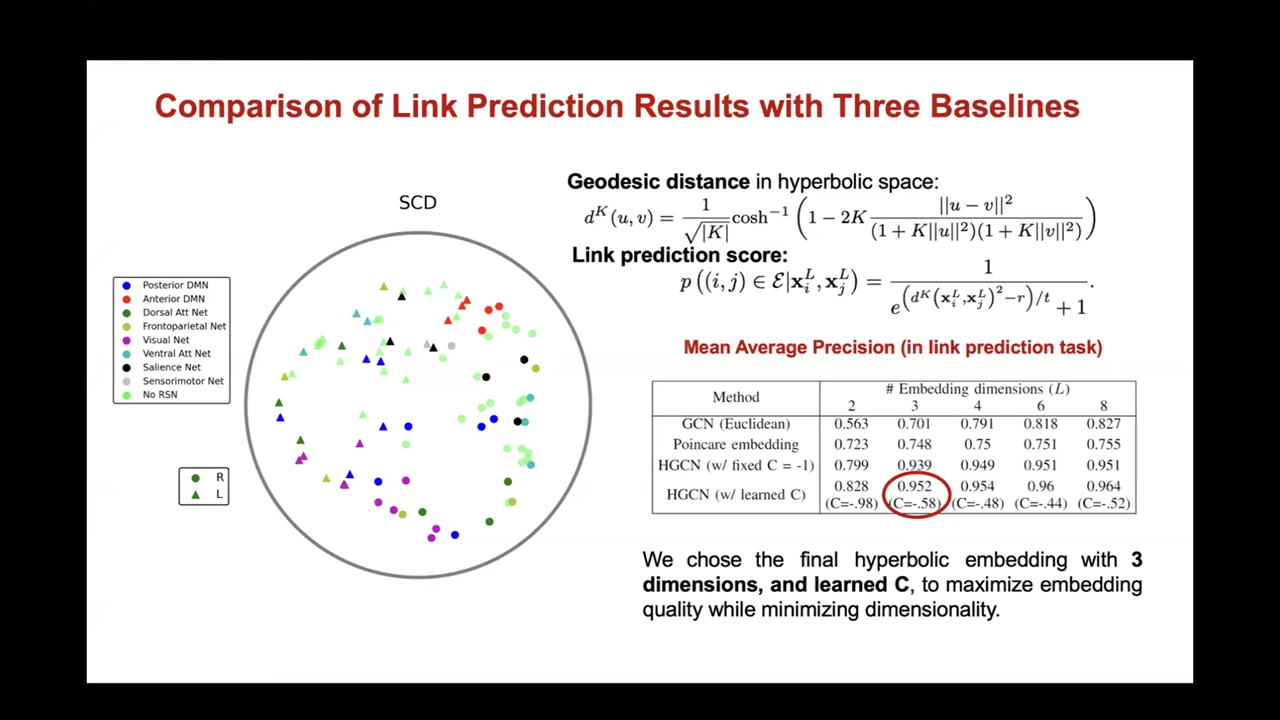 Comparison of Link Prediction Results with Three Baselines
SCD
Posterior DMN
Anterior DMN
Dorsal Att Net
Frontoparietal Net
Visual Net
Ventral Att Net
Salience Net
Sensorimotor Net
No RSN
R
L
Geodesic distance in hyperbolic space:
d^K(u, v) = 1/√|K| cosh⁻¹ (1 − 2K ||u − v||² / ((1 + K||u||²)(1 + K||v||²)))
Link prediction score:
p((i, j) ∈ ℰ|x_i^L, x_j^L) = 1 / (e^((d^K(x_i^L, x_j^L)² − r)/t) + 1).
Mean Average Precision (in link prediction task)
Method # Embedding dimensions (L)
2 3 4 6 8
GCN (Euclidean) 0.563 0.701 0.791 0.818 0.827
Poincare embedding 0.723 0.748 0.75 0.751 0.755
HGCN (w/ fixed C = -1) 0.799 0.939 0.949 0.951 0.951
HGCN (w/ learned C) 0.828 0.952 0.954 0.96 0.964
(C=-.98) (C=-.58) (C=-.48) (C=-.44) (C=-.52)
We chose the final hyperbolic embedding with 3
dimensions, and learned C, to maximize embedding
quality while minimizing dimensionality.